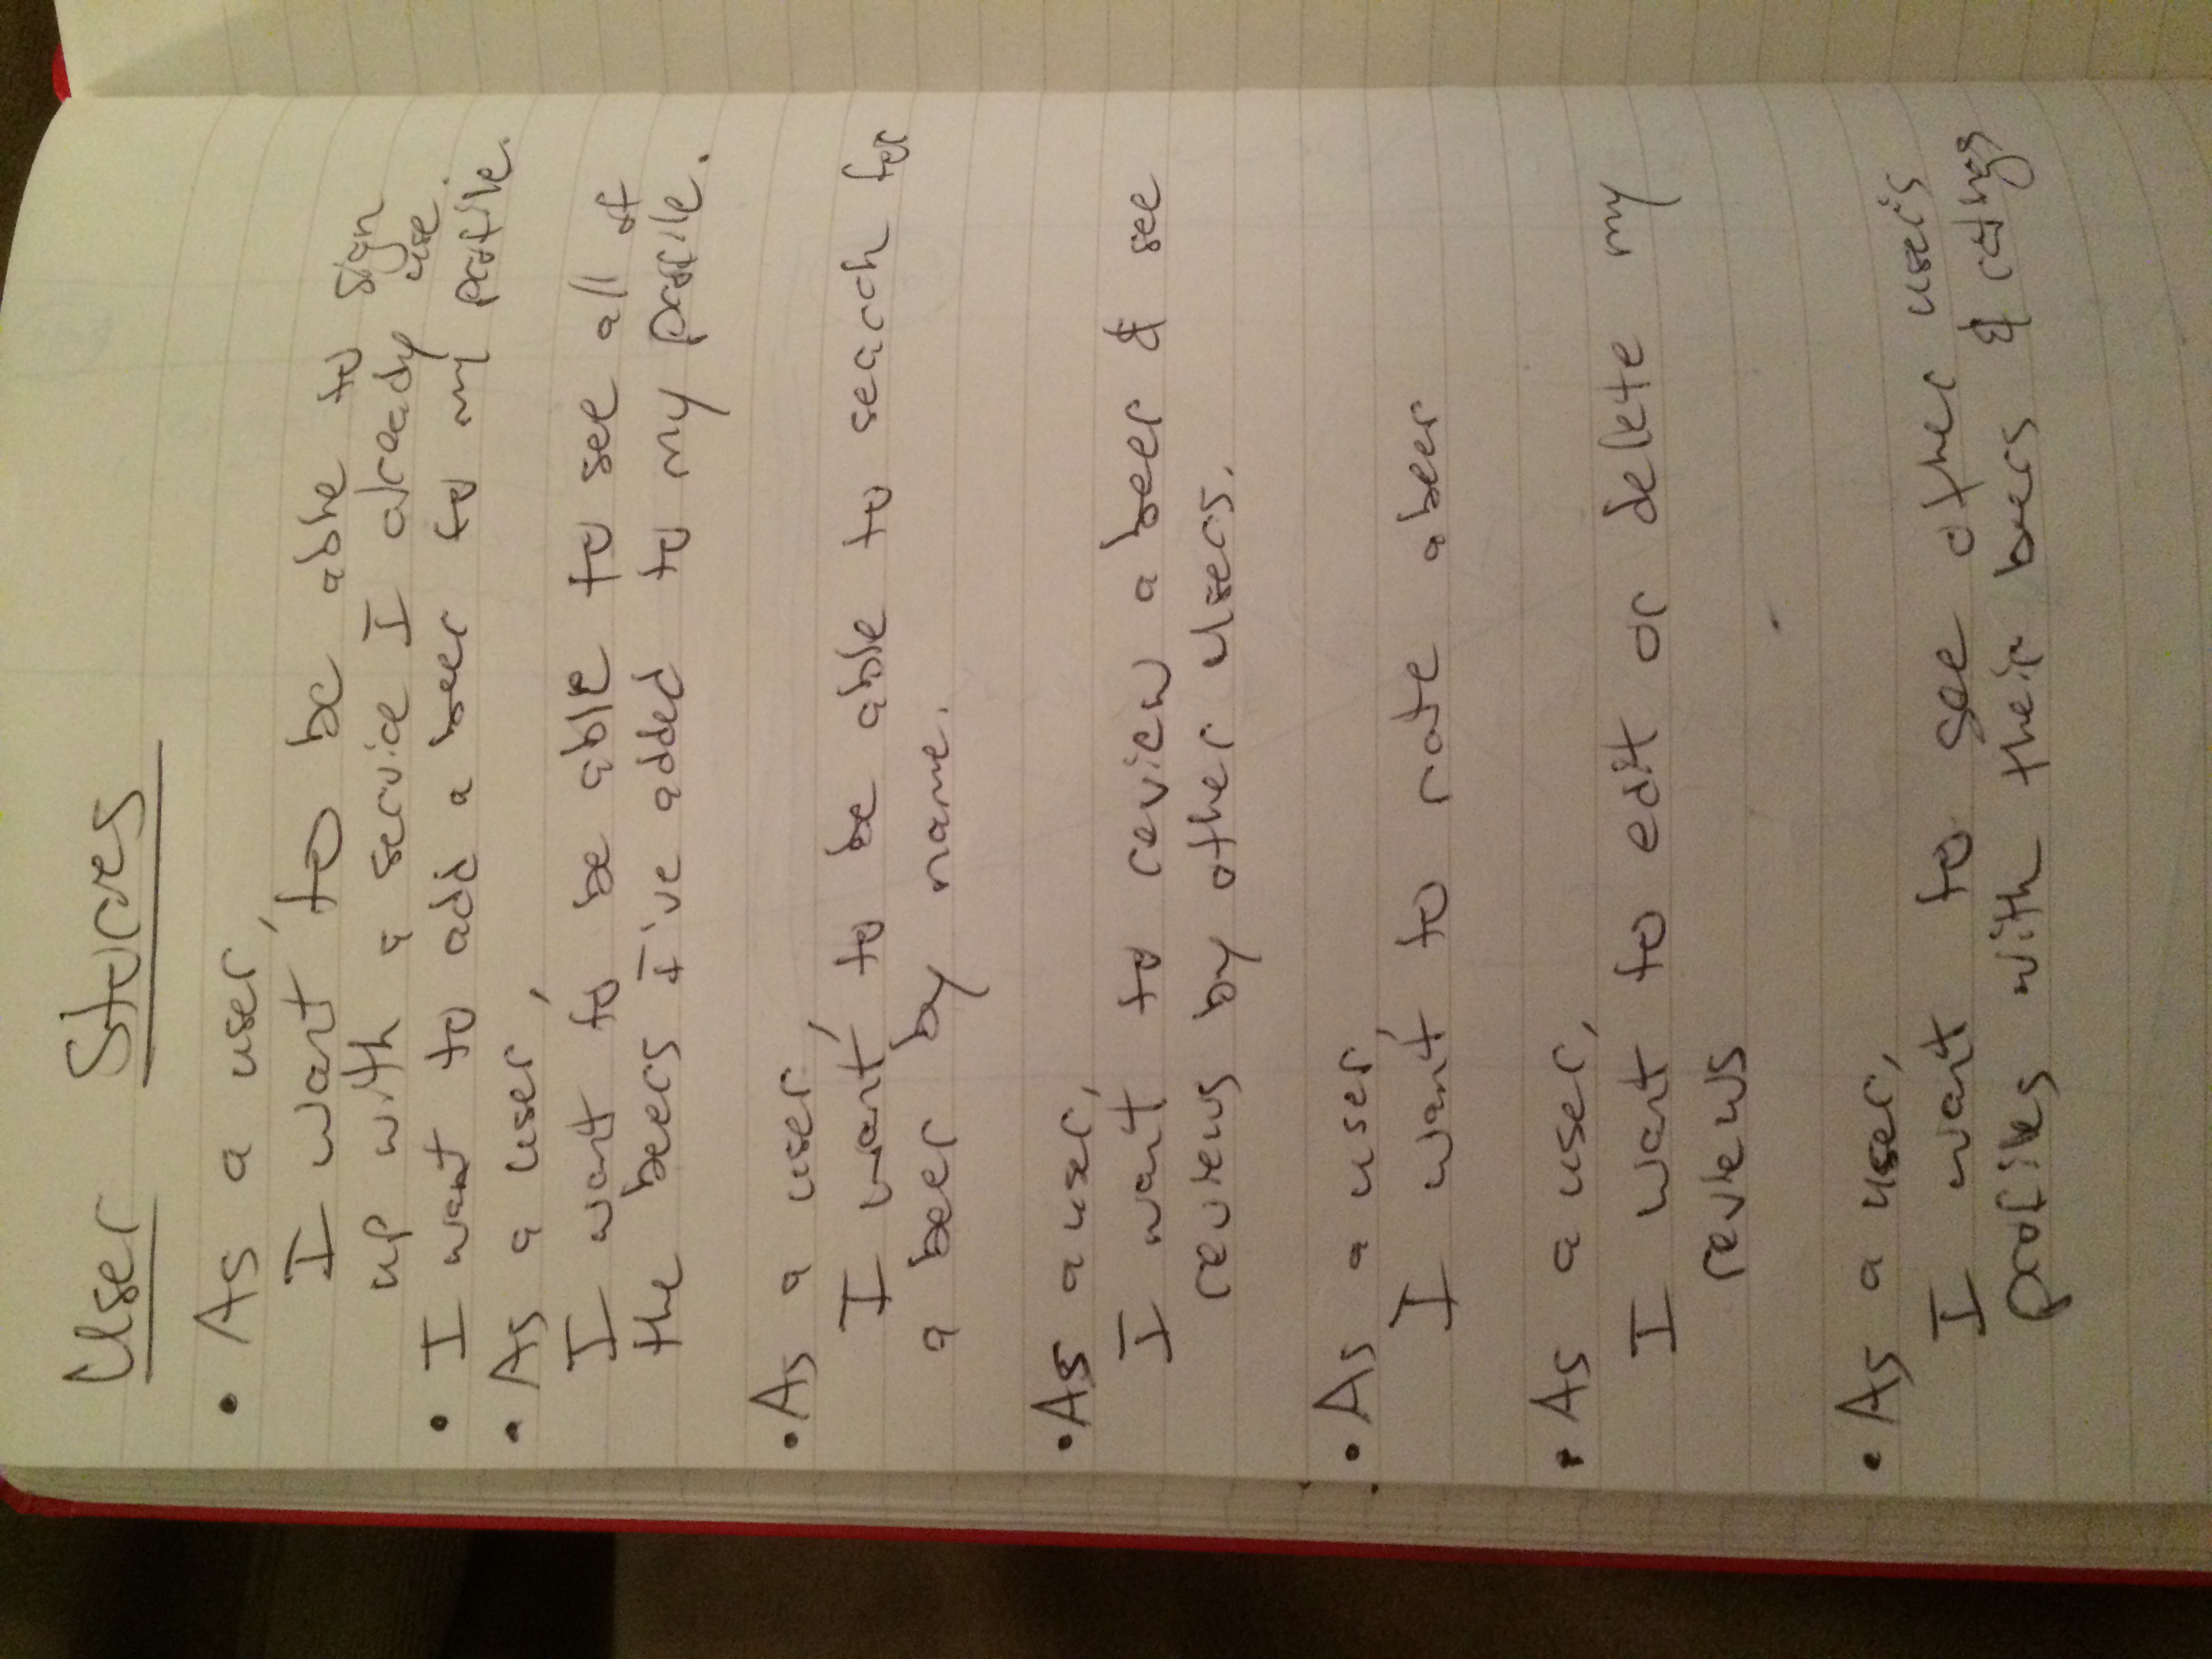 User Stories
• As a user,
I want to be able to sign
up with a service I already use.
• I want to add a beer to my profile.
• As a user,
I want to be able to see all of
the beers I've added to my profile.
• As a user,
I want to be able to search for
a beer by name.
• As a user,
I want to review a beer & see
reviews by other users.
• As a user,
I want to rate a beer
• As a user,
I want to edit or delete my
reviews
• As a user,
I want to see other user's
profiles with their beers & ratings